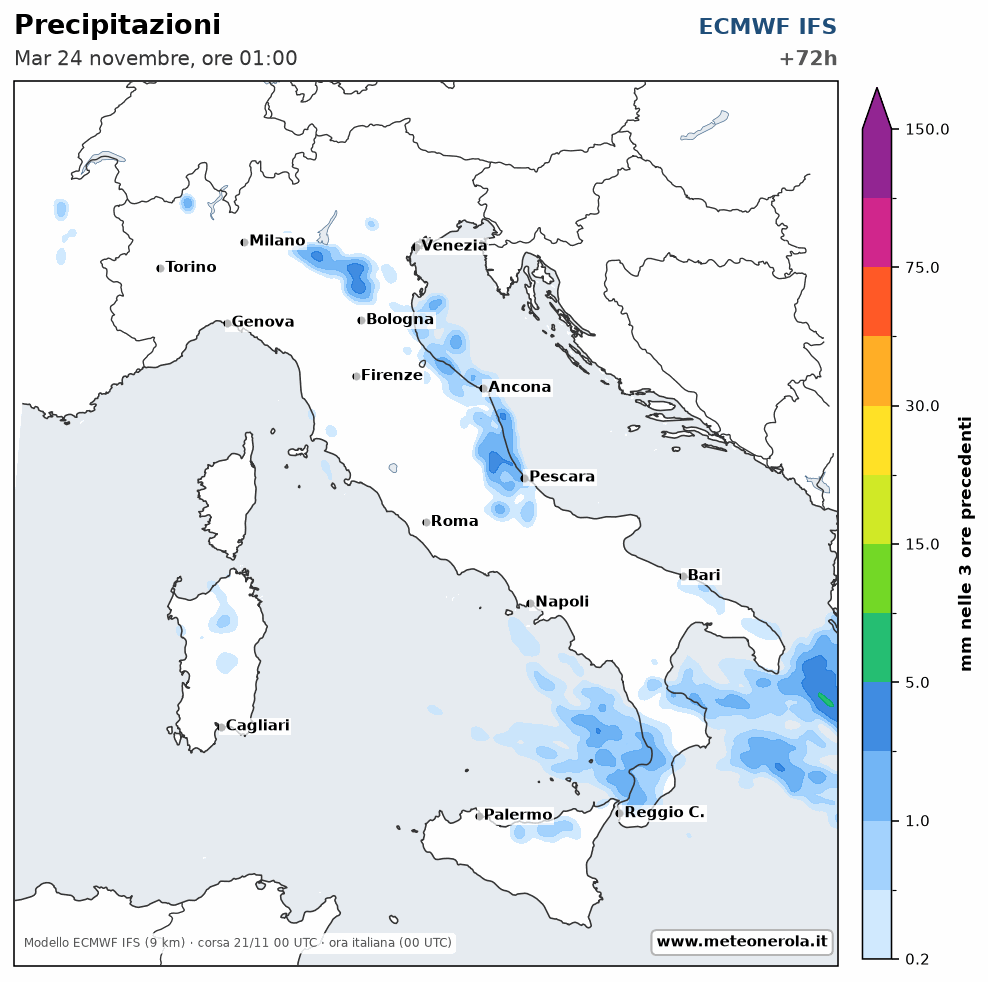 Precipitazioni
ECMWF IFS
Mar 24 novembre, ore 01:00
+72h
150.0
75.0
30.0
15.0
5.0
1.0
0.2
mm nelle 3 ore precedenti
Milano
Venezia
Torino
Genova
Bologna
Firenze
Ancona
Pescara
Roma
Bari
Napoli
Cagliari
Palermo
Reggio C.
Modello ECMWF IFS (9 km) · corsa 21/11 00 UTC · ora italiana (00 UTC)
www.meteonerola.it